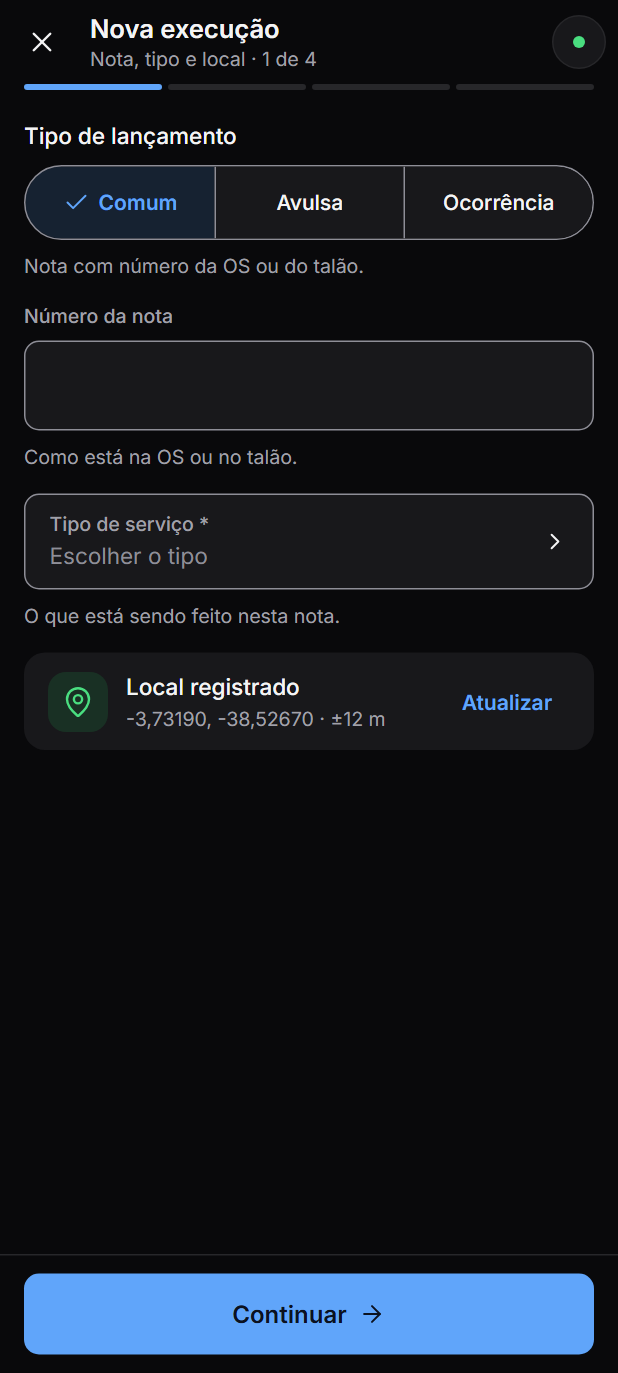 Nova execução
Nota, tipo e local · 1 de 4
Tipo de lançamento
Comum
Avulsa
Ocorrência
Nota com número da OS ou do talão.
Número da nota
Como está na OS ou no talão.
Tipo de serviço *
Escolher o tipo
O que está sendo feito nesta nota.
Local registrado
-3,73190, -38,52670 · ±12 m
Atualizar
Continuar